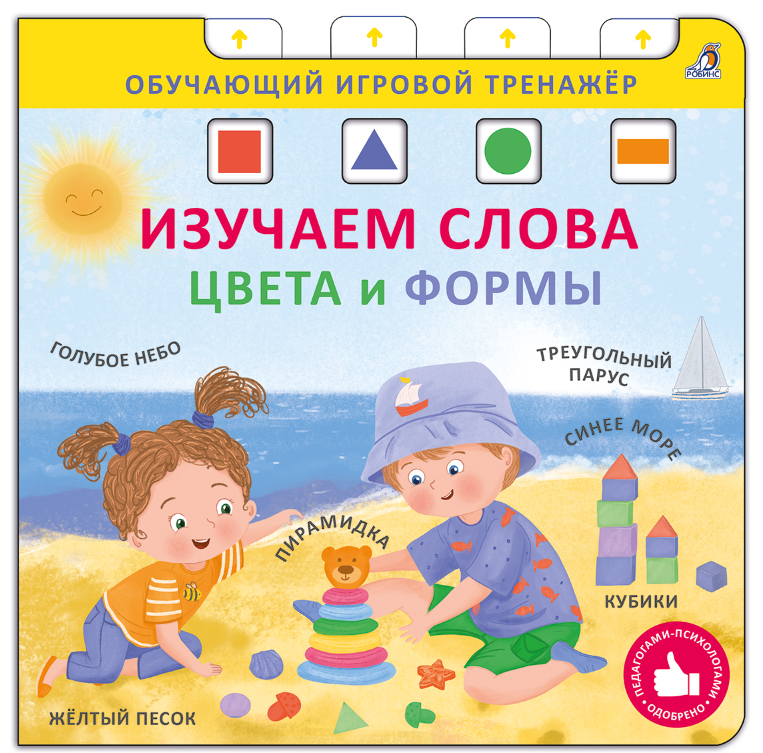 ОБУЧАЮЩИЙ ИГРОВОЙ ТРЕНАЖЁР
РОБИНС
ИЗУЧАЕМ СЛОВА
ЦВЕТА и ФОРМЫ
ГОЛУБОЕ НЕБО
ТРЕУГОЛЬНЫЙ
ПАРУС
СИНЕЕ МОРЕ
ПИРАМИДКА
КУБИКИ
ЖЁЛТЫЙ ПЕСОК
ПЕДАГОГАМИ-ПСИХОЛОГАМИ
• ОДОБРЕНО •